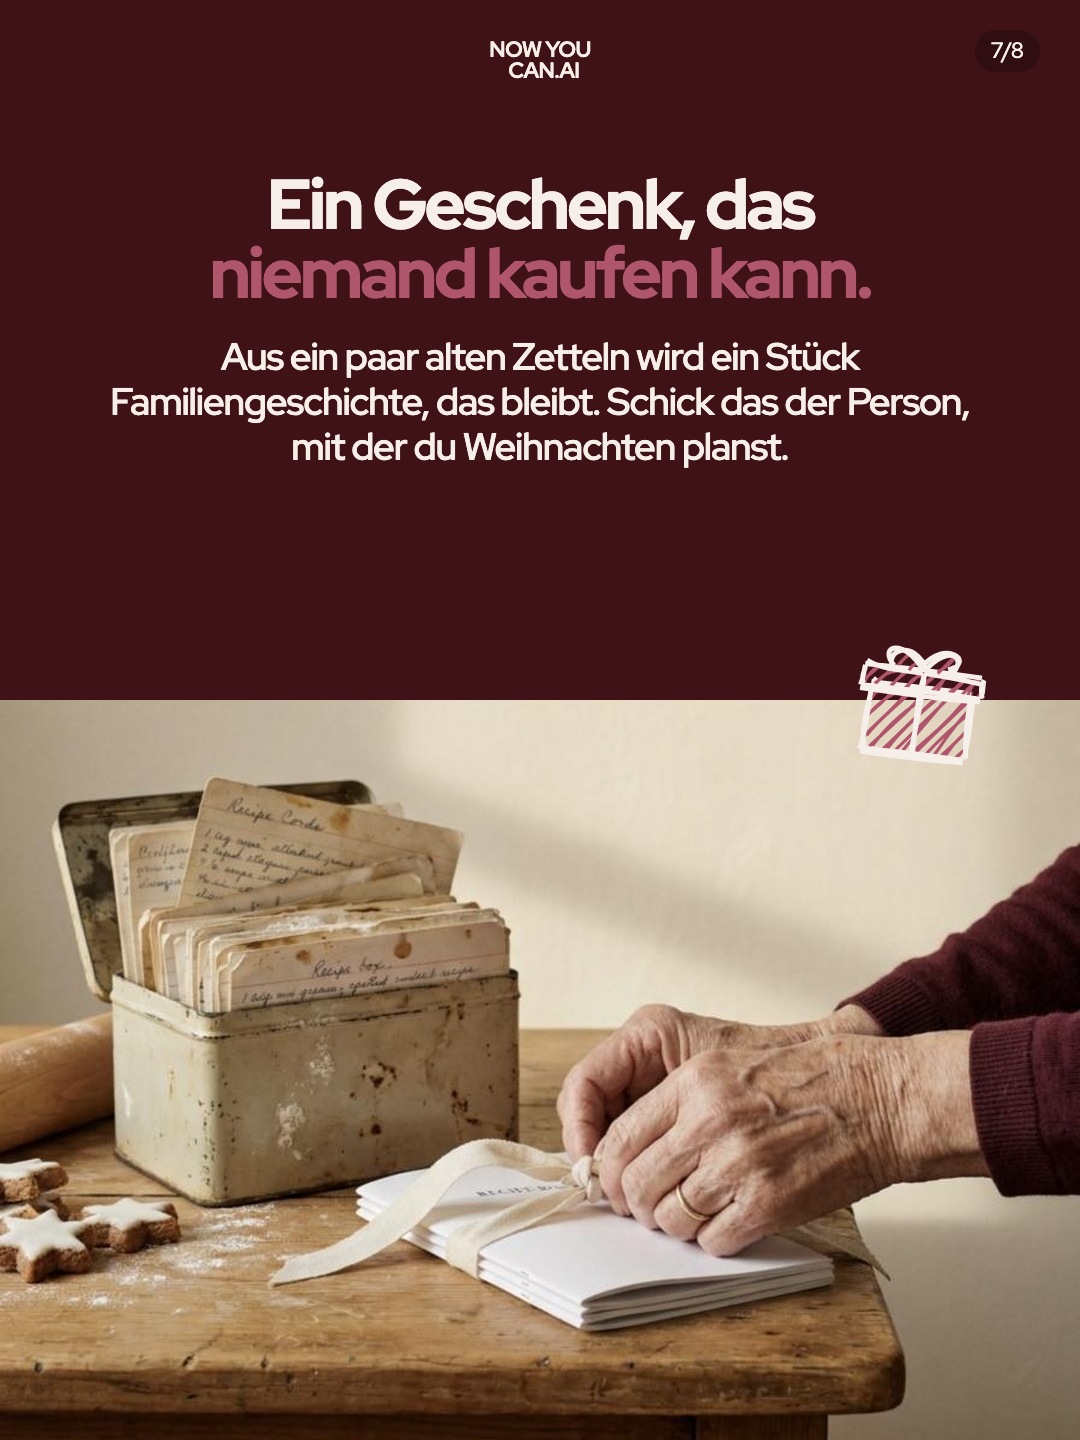 NOW YOU
CAN.AI
7/8
Ein Geschenk, das
niemand kaufen kann.
Aus ein paar alten Zetteln wird ein Stück
Familiengeschichte, das bleibt. Schick das der Person,
mit der du Weihnachten planst.
Recipe Cords
Recipe box